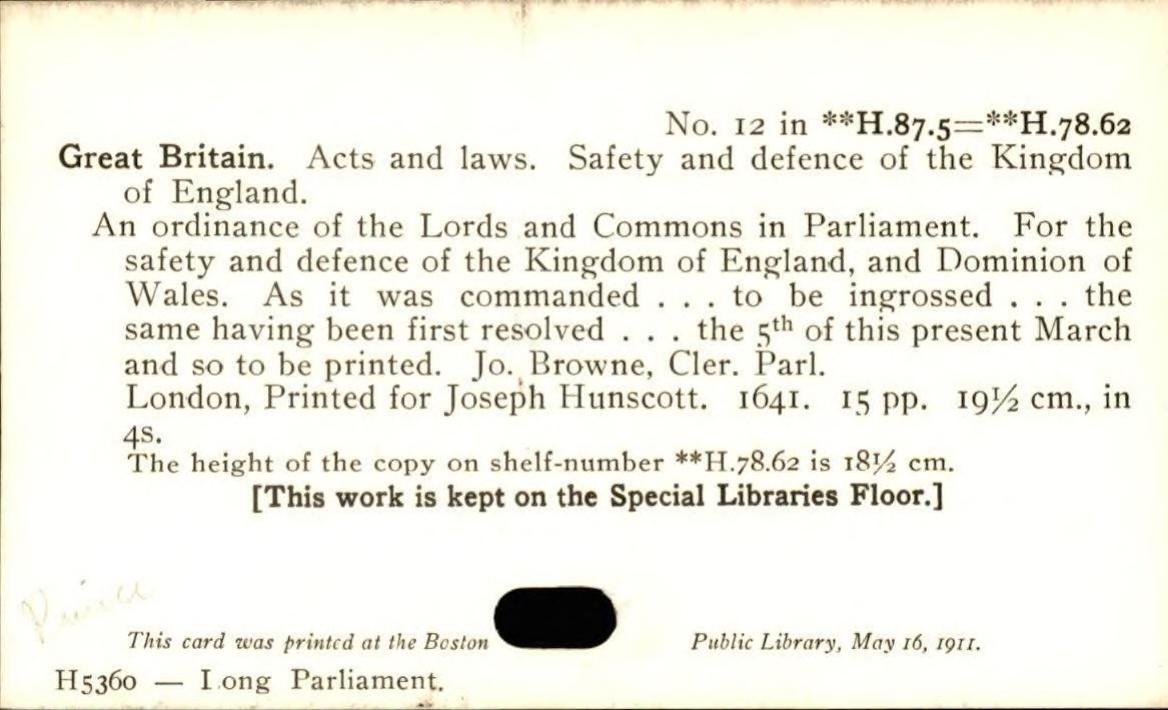 No. 12 in **H.87.5=**H.78.62
Great Britain. Acts and laws. Safety and defence of the Kingdom
of England.
An ordinance of the Lords and Commons in Parliament. For the
safety and defence of the Kingdom of England, and Dominion of
Wales. As it was commanded . . . to be ingrossed . . . the
same having been first resolved . . . the 5th of this present March
and so to be printed. Jo. Browne, Cler. Parl.
London, Printed for Joseph Hunscott. 1641. 15 pp. 19½ cm., in
4s.
The height of the copy on shelf-number **H.78.62 is 18½ cm.
[This work is kept on the Special Libraries Floor.]
This card was printed at the Boston Public Library, May 16, 1911.
H5360 — Long Parliament.